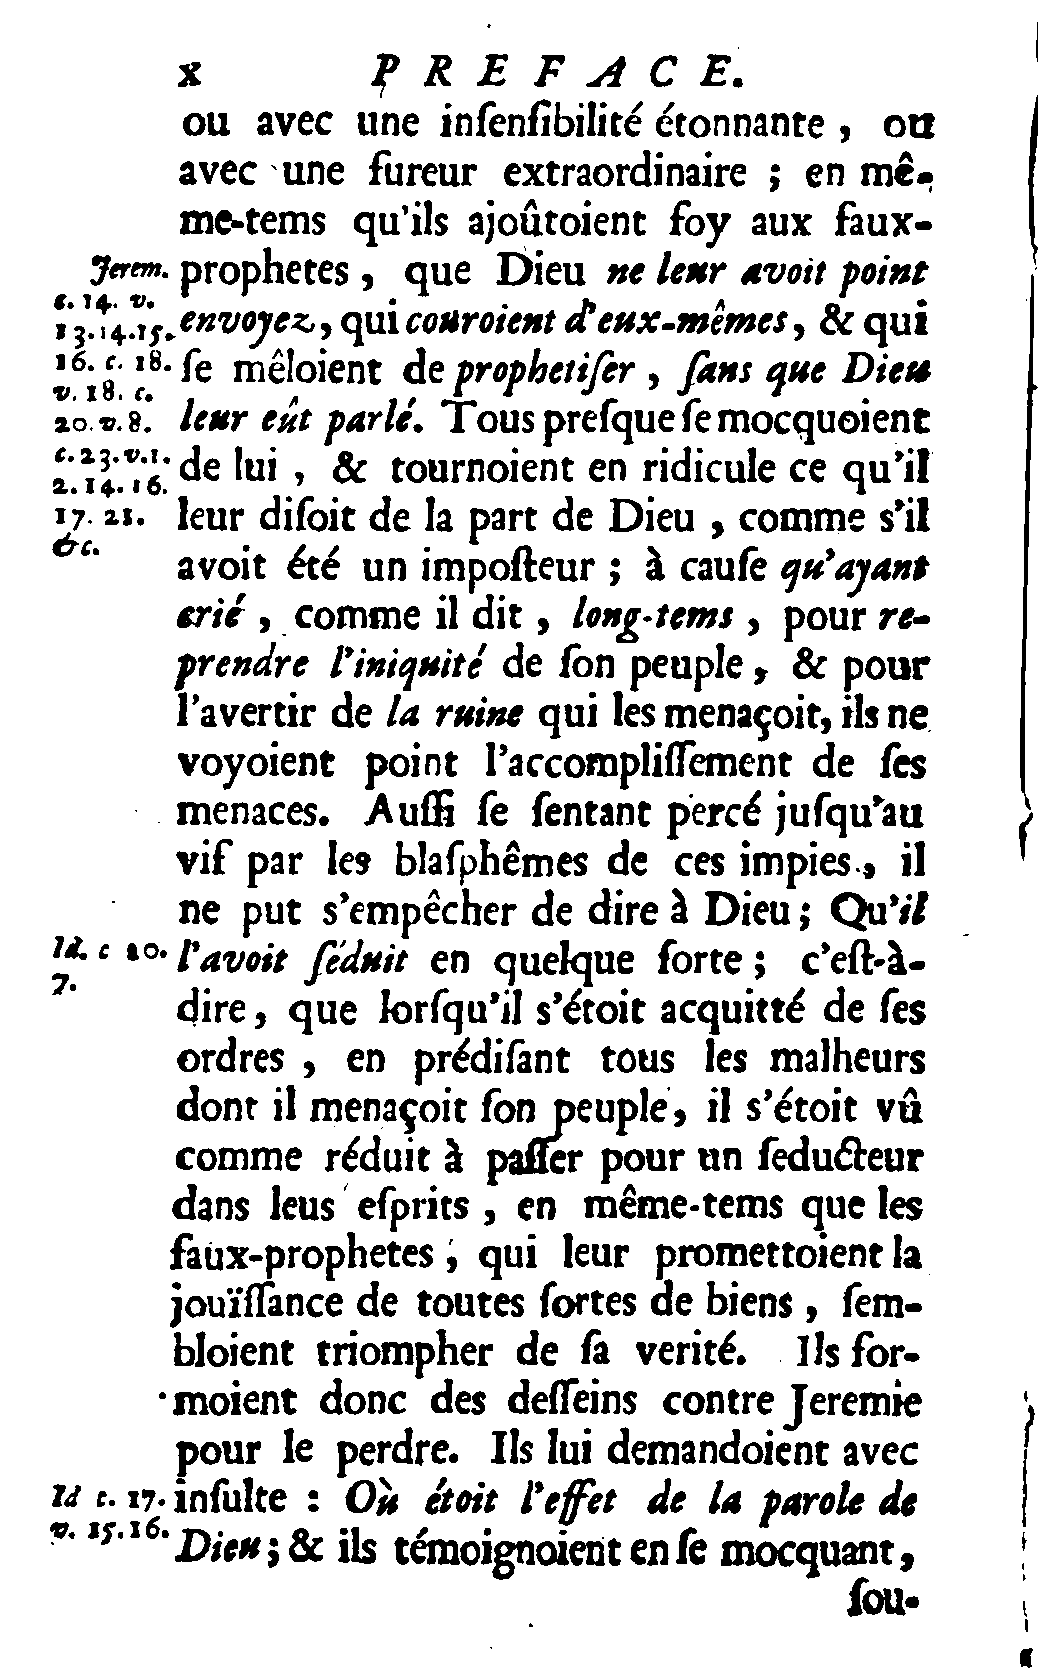 x PREFACE.
ou avec une inſenſibilité étonnante, ou
avec une fureur extraordinaire ; en mê-
me-tems qu'ils ajoûtoient foy aux faux-
prophetes, que Dieu ne leur avoit point
envoyez, qui couroient d'eux-mêmes, & qui
ſe mêloient de prophetiſer, ſans que Dieu
leur eût parlé. Tous preſque ſe mocquoient
de lui, & tournoient en ridicule ce qu'il
leur diſoit de la part de Dieu, comme s'il
avoit été un impoſteur ; à cauſe qu'ayant
crié, comme il dit, long-tems, pour re-
prendre l'iniquité de ſon peuple, & pour
l'avertir de la ruine qui les menaçoit, ils ne
voyoient point l'accompliſſement de ſes
menaces. Auſſi ſe ſentant percé juſqu'au
vif par les blaſphêmes de ces impies, il
ne put s'empêcher de dire à Dieu ; Qu'il
l'avoit ſéduit en quelque ſorte ; c'eſt-à-
dire, que lorſqu'il s'étoit acquitté de ſes
ordres, en prédiſant tous les malheurs
dont il menaçoit ſon peuple, il s'étoit vû
comme réduit à paſſer pour un ſeducteur
dans leus eſprits, en même-tems que les
faux-prophetes, qui leur promettoient la
jouïſſance de toutes ſortes de biens, ſem-
bloient triompher de ſa verité. Ils for-
moient donc des deſſeins contre Jeremie
pour le perdre. Ils lui demandoient avec
inſulte : Où étoit l'effet de la parole de
Dieu ; & ils témoignoient en ſe mocquant,
ſou-
Jerem.
c. 14. v.
13.14.15.
16. c. 18.
v. 18. c.
20. v. 8.
c. 23. v. 1.
2. 14. 16.
17. 21.
&c.
Id. c 20.
7.
Id c. 17.
v. 15. 16.